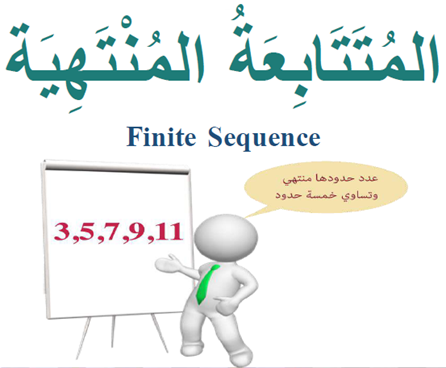 المُتَتَابِعَةُ المُنْتَهِيَة
Finite Sequence
عدد حدودها منتهي
وتساوي خمسة حدود
3,5,7,9,11